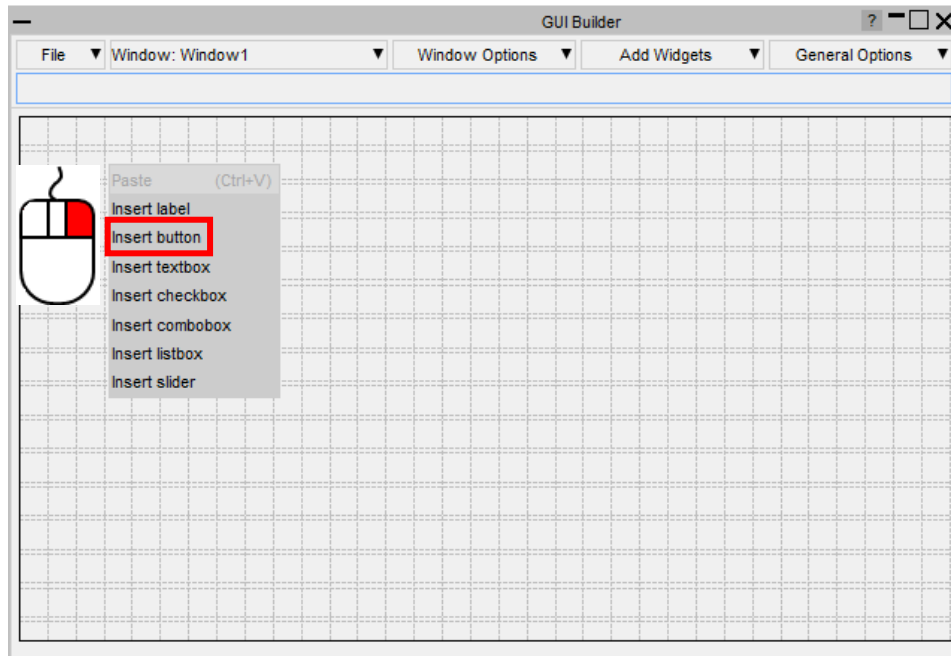 GUI Builder
?
File ▼ Window: Window1 ▼ Window Options ▼ Add Widgets ▼ General Options ▼
Paste (Ctrl+V)
Insert label
Insert button
Insert textbox
Insert checkbox
Insert combobox
Insert listbox
Insert slider